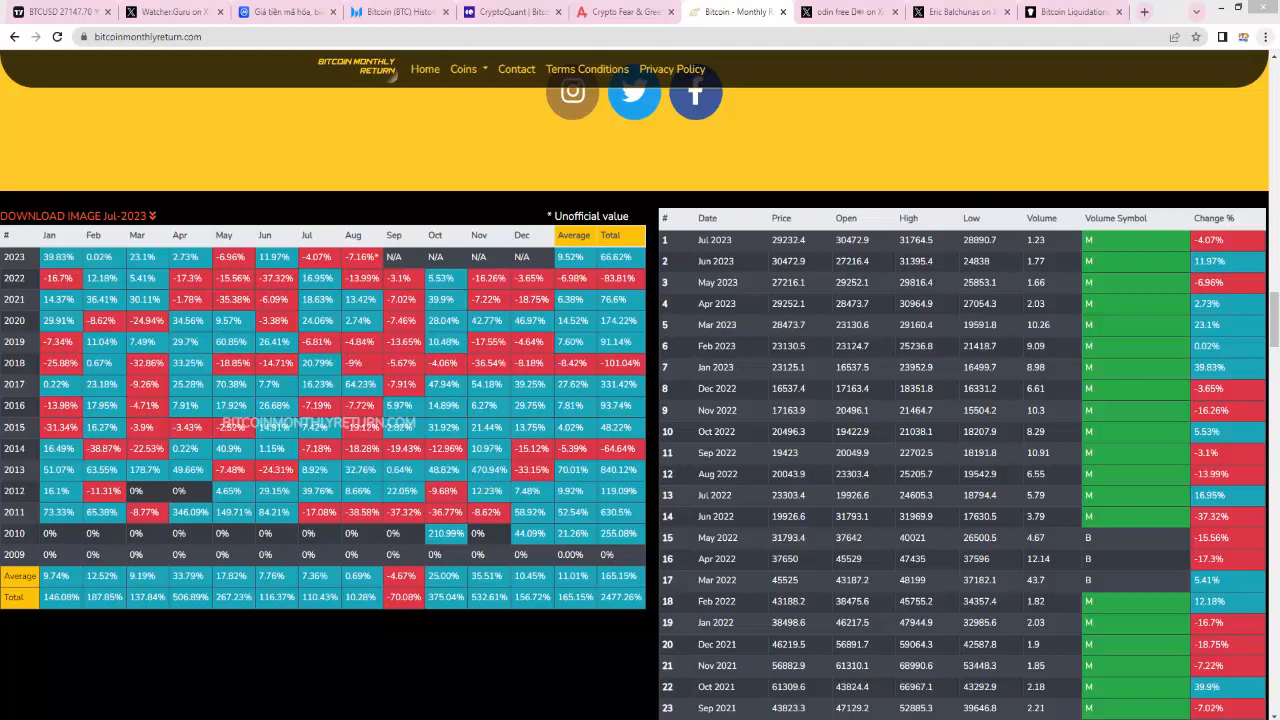 BTCUSD 27147.70
Watcher.Guru on X
Giá tiền mã hóa, biểu
Bitcoin (BTC) Histori
CryptoQuant | Bitcoi
Crypto Fear & Greed
Bitcoin - Monthly R
odin free on X
Eric Balchunas on X
Bitcoin Liquidation
bitcoinmonthlyreturn.com
BITCOIN MONTHLY
RETURN
Home Coins Contact Terms Conditions Privacy Policy
DOWNLOAD IMAGE Jul-2023 * Unofficial value
# Jan Feb Mar Apr May Jun Jul Aug Sep Oct Nov Dec Average Total
2023 39.83% 0.02% 23.1% 2.73% -6.96% 11.97% -4.07% -7.16%* N/A N/A N/A N/A 9.52% 66.62%
2022 -16.7% 12.18% 5.41% -17.3% -15.56% -37.32% 16.95% -13.99% -3.1% 5.53% -16.26% -3.65% -6.98% -83.81%
2021 14.37% 36.41% 30.11% -1.78% -35.38% -6.09% 18.63% 13.42% -7.02% 39.9% -7.22% -18.75% 6.38% 76.6%
2020 29.91% -8.62% -24.94% 34.56% 9.57% -3.38% 24.06% 2.74% -7.46% 28.04% 42.77% 46.97% 14.52% 174.22%
2019 -7.34% 11.04% 7.49% 29.7% 60.85% 26.41% -6.81% -4.84% -13.65% 10.48% -17.55% -4.64% 7.60% 91.14%
2018 -25.88% 0.67% -32.86% 33.25% -18.85% -14.71% 20.79% -9% -5.67% -4.06% -36.54% -8.18% -8.42% -101.04%
2017 0.22% 23.18% -9.26% 25.28% 70.38% 7.7% 16.23% 64.23% -7.91% 47.94% 54.18% 39.25% 27.62% 331.42%
2016 -13.98% 17.95% -4.71% 7.91% 17.92% 26.68% -7.19% -7.72% 5.97% 14.89% 6.27% 29.75% 7.81% 93.74%
BITCOINMONTHLYRETURN.COM
2015 -31.34% 16.27% -3.9% -3.43% 31.92% 21.44% 13.75% 4.02% 48.22%
2014 16.49% -38.87% -22.53% 0.22% 40.9% 1.15% -7.18% -18.28% -19.43% -12.96% 10.97% -15.12% -5.39% -64.64%
2013 51.07% 63.55% 178.7% 49.66% -7.48% -24.31% 8.92% 32.76% 0.64% 48.82% 470.94% -33.15% 70.01% 840.12%
2012 16.1% -11.31% 0% 0% 4.65% 29.15% 39.76% 8.66% 22.05% -9.68% 12.23% 7.48% 9.92% 119.09%
2011 73.33% 65.38% -8.77% 346.09% 149.71% 84.21% -17.08% -38.58% -37.32% -36.77% -8.62% 58.92% 52.54% 630.5%
2010 0% 0% 0% 0% 0% 0% 0% 0% 0% 210.99% 0% 44.09% 21.26% 255.08%
2009 0% 0% 0% 0% 0% 0% 0% 0% 0% 0% 0% 0% 0.00% 0%
Average 9.74% 12.52% 9.19% 33.79% 17.82% 7.76% 7.36% 0.69% -4.67% 25.00% 35.51% 10.45% 11.01% 165.15%
Total 146.08% 187.85% 137.84% 506.89% 267.23% 116.37% 110.43% 10.28% -70.08% 375.04% 532.61% 156.72% 165.15% 2477.26%
# Date Price Open High Low Volume Volume Symbol Change %
1 Jul 2023 29232.4 30472.9 31764.5 28890.7 1.23 M -4.07%
2 Jun 2023 30472.9 27216.4 31395.4 24838 1.77 M 11.97%
3 May 2023 27216.1 29252.1 29816.4 25853.1 1.66 M -6.96%
4 Apr 2023 29252.1 28473.7 30964.9 27054.3 2.03 M 2.73%
5 Mar 2023 28473.7 23130.6 29160.4 19591.8 10.26 M 23.1%
6 Feb 2023 23130.5 23124.7 25236.8 21418.7 9.09 M 0.02%
7 Jan 2023 23125.1 16537.5 23952.9 16499.7 8.98 M 39.83%
8 Dec 2022 16537.4 17163.4 18351.8 16331.2 6.61 M -3.65%
9 Nov 2022 17163.9 20496.1 21464.7 15504.2 10.3 M -16.26%
10 Oct 2022 20496.3 19422.9 21038.1 18207.9 8.29 M 5.53%
11 Sep 2022 19423 20049.9 22702.5 18191.8 10.91 M -3.1%
12 Aug 2022 20043.9 23303.4 25205.7 19542.9 6.55 M -13.99%
13 Jul 2022 23303.4 19926.6 24605.3 18794.4 5.79 M 16.95%
14 Jun 2022 19926.6 31793.1 31969.9 17630.5 3.79 M -37.32%
15 May 2022 31793.4 37642 40021 26500.5 4.67 B -15.56%
16 Apr 2022 37650 45529 47435 37596 12.14 B -17.3%
17 Mar 2022 45525 43187.2 48199 37182.1 43.7 B 5.41%
18 Feb 2022 43188.2 38475.6 45755.2 34357.4 1.82 M 12.18%
19 Jan 2022 38498.6 46217.5 47944.9 32985.6 2.03 M -16.7%
20 Dec 2021 46219.5 56891.7 59064.3 42587.8 1.9 M -18.75%
21 Nov 2021 56882.9 61310.1 68990.6 53448.3 1.85 M -7.22%
22 Oct 2021 61309.6 43824.4 66967.1 43292.9 2.18 M 39.9%
23 Sep 2021 43823.3 47129.2 52885.3 39646.8 2.21 M -7.02%